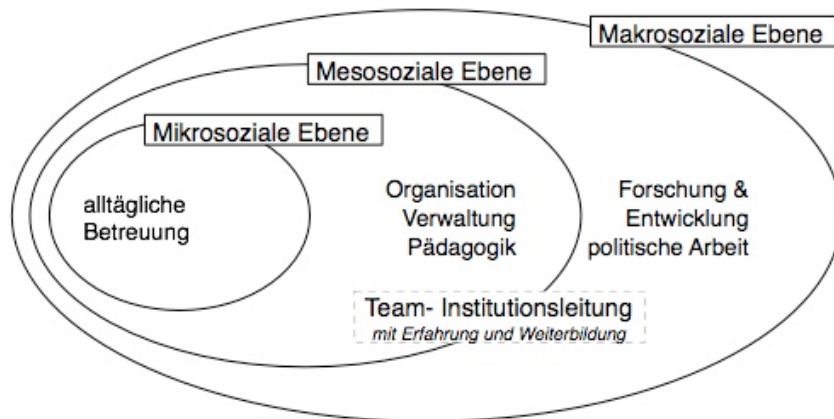 Makrosoziale Ebene
Mesosoziale Ebene
Mikrosoziale Ebene
alltägliche
Betreuung
Organisation
Verwaltung
Pädagogik
Forschung &
Entwicklung
politische Arbeit
Team- Institutionsleitung
mit Erfahrung und Weiterbildung